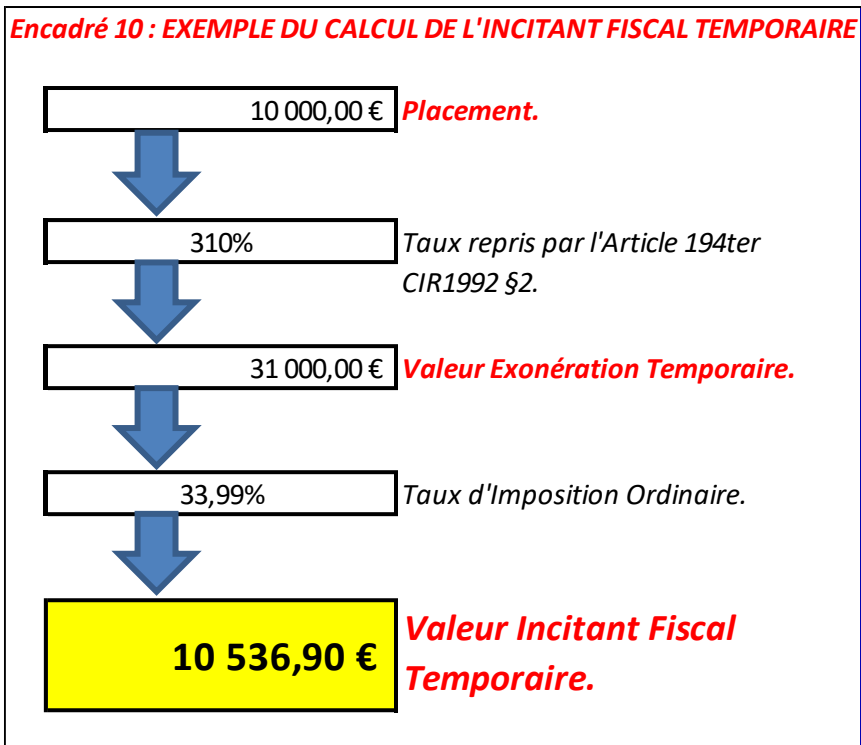 Encadré 10 : EXEMPLE DU CALCUL DE L'INCITANT FISCAL TEMPORAIRE
10 000,00 € Placement.
310% Taux repris par l'Article 194ter
CIR1992 §2.
31 000,00 € Valeur Exonération Temporaire.
33,99% Taux d'Imposition Ordinaire.
10 536,90 € Valeur Incitant Fiscal
Temporaire.